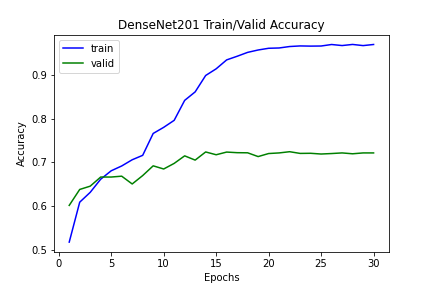 DenseNet201 Train/Valid Accuracy
train
valid
Accuracy
0.9
0.8
0.7
0.6
0.5
0 5 10 15 20 25 30
Epochs